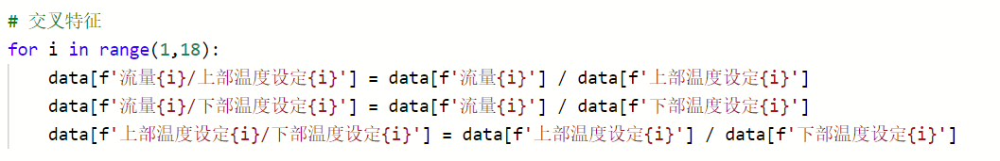 # 交叉特征
for i in range(1,18):
    data[f'流量{i}/上部温度设定{i}'] = data[f'流量{i}'] / data[f'上部温度设定{i}']
    data[f'流量{i}/下部温度设定{i}'] = data[f'流量{i}'] / data[f'下部温度设定{i}']
    data[f'上部温度设定{i}/下部温度设定{i}'] = data[f'上部温度设定{i}'] / data[f'下部温度设定{i}']